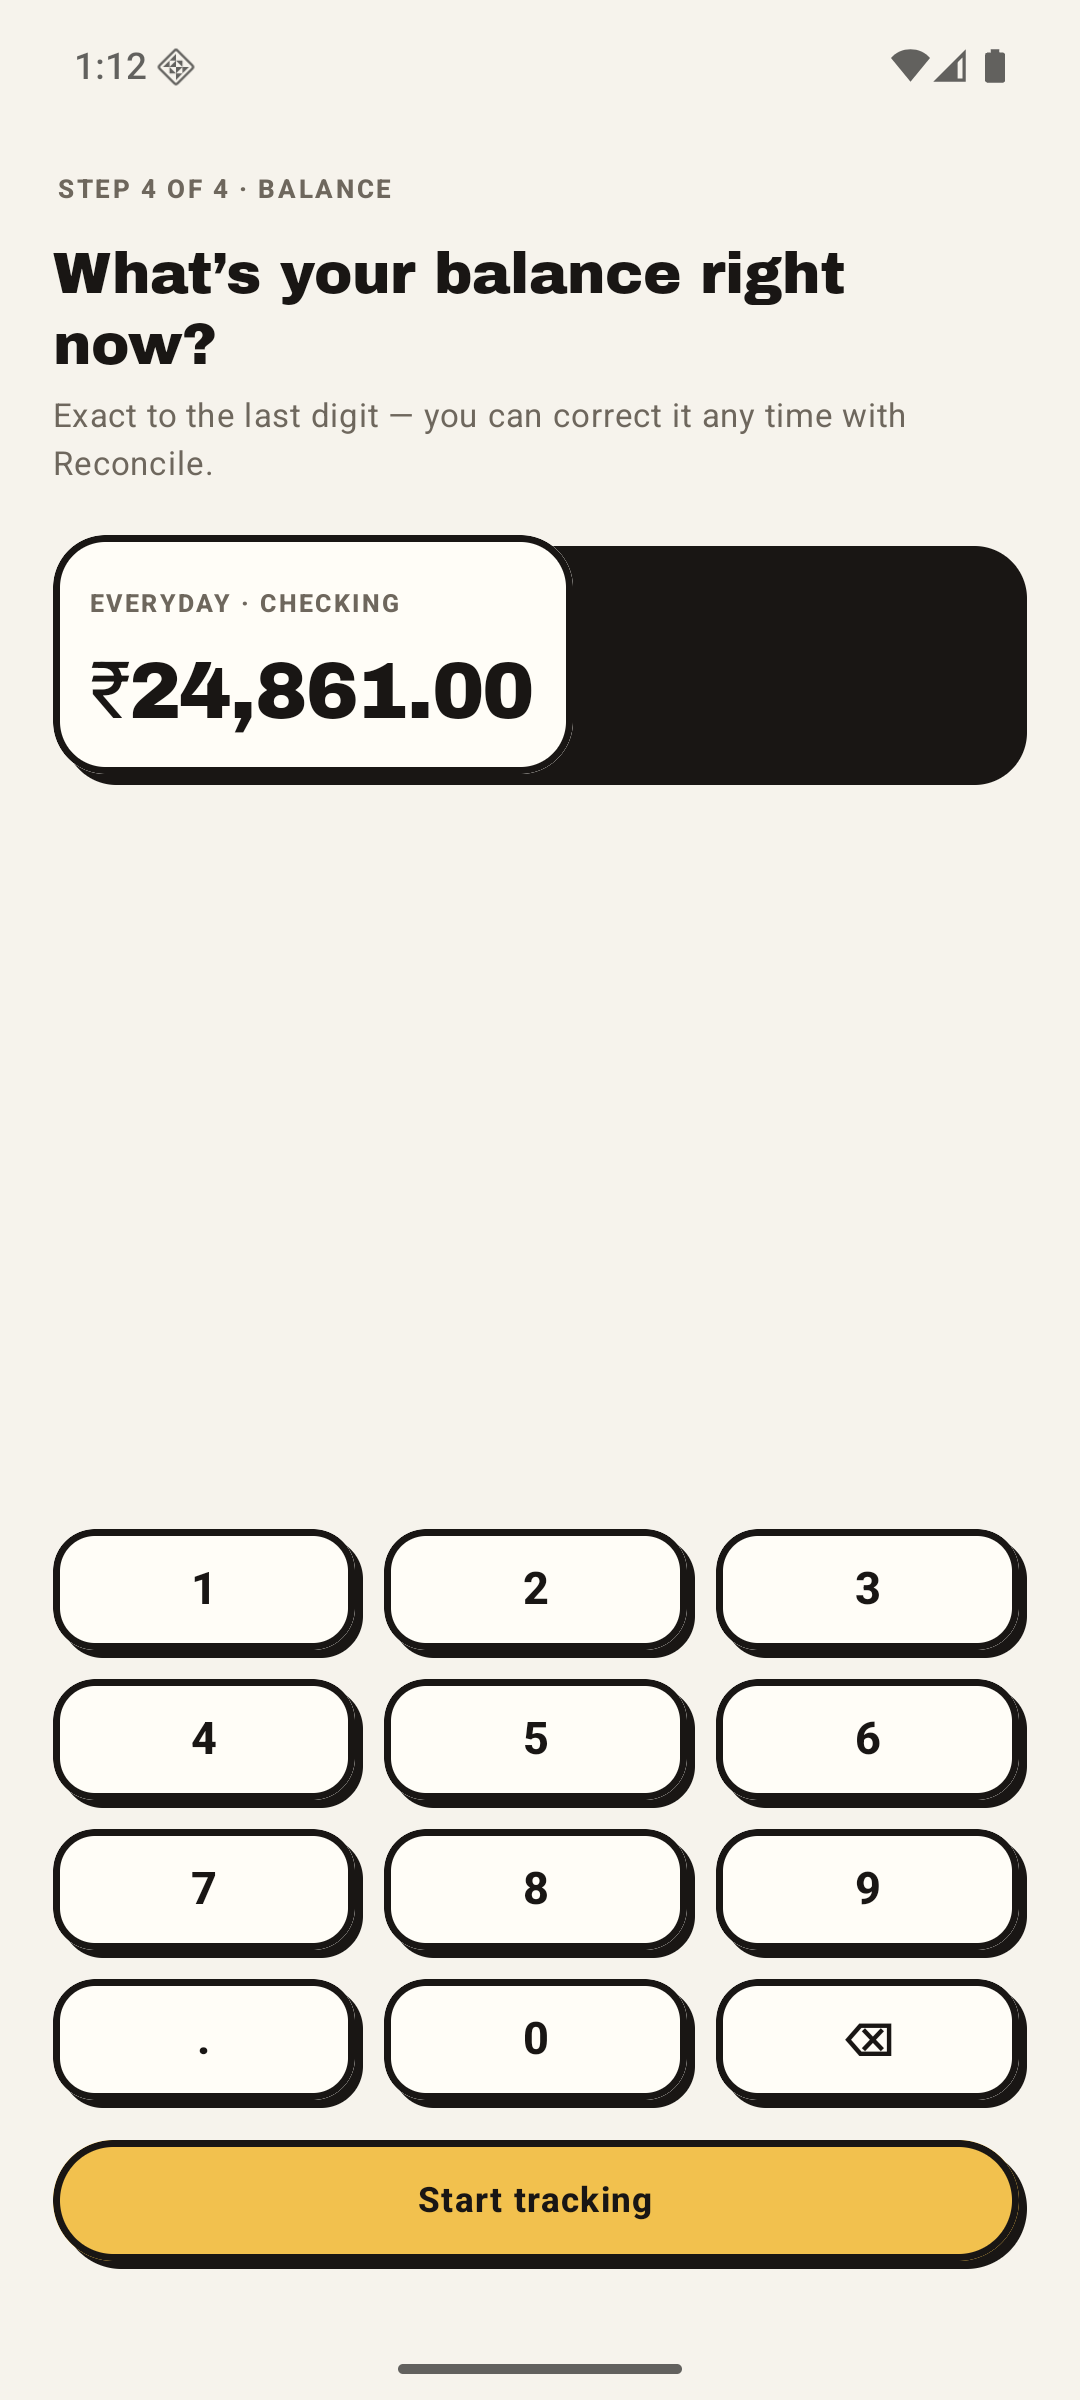 1:12
STEP 4 OF 4 · BALANCE
What’s your balance right
now?
Exact to the last digit — you can correct it any time with
Reconcile.
EVERYDAY · CHECKING
₹24,861.00
1 2 3
4 5 6
7 8 9
. 0
Start tracking